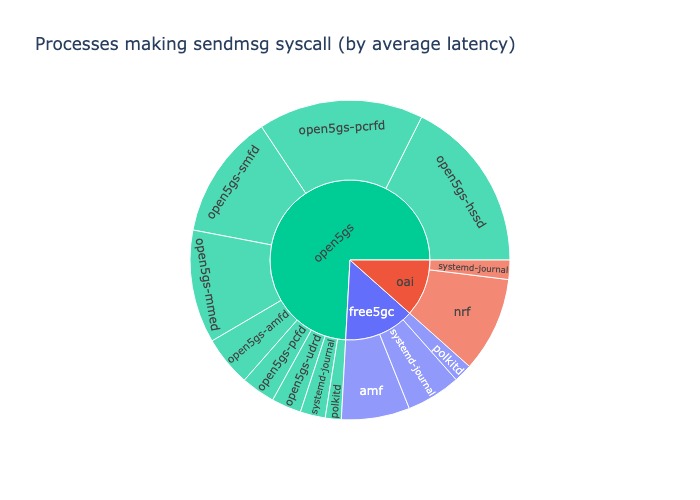 Processes making sendmsg syscall (by average latency)
open5gs
open5gs-hssd
open5gs-pcrfd
open5gs-smfd
open5gs-mmed
open5gs-amfd
open5gs-pcfd
open5gs-udrd
systemd-journal
polkitd
free5gc
amf
systemd-journal
polkitd
oai
nrf
systemd-journal